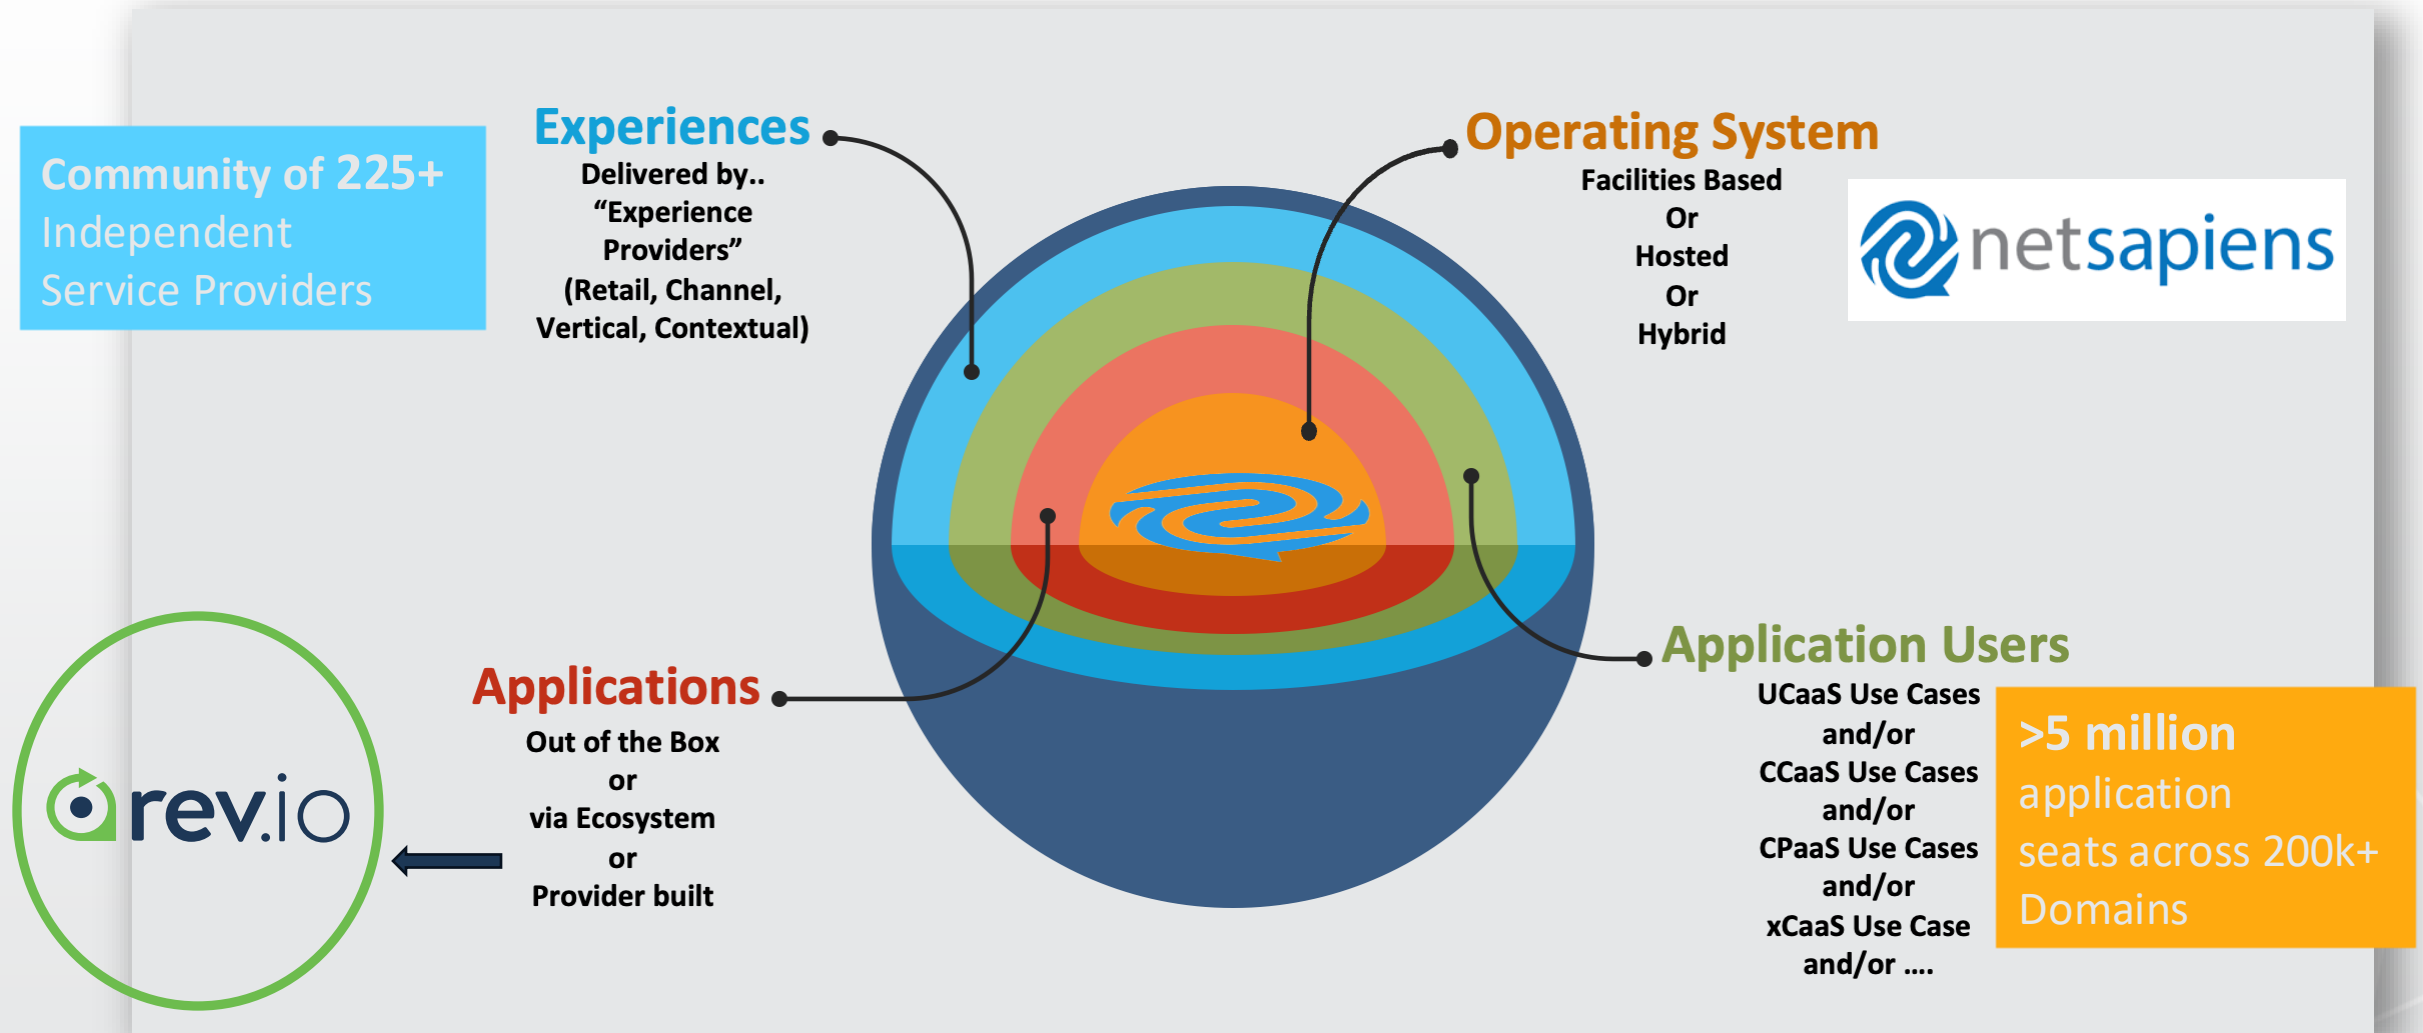 Community of 225+
Independent
Service Providers
Experiences
Delivered by..
“Experience
Providers”
(Retail, Channel,
Vertical, Contextual)
Operating System
Facilities Based
Or
Hosted
Or
Hybrid
netsapiens
rev.io
Applications
Out of the Box
or
via Ecosystem
or
Provider built
Application Users
UCaaS Use Cases
and/or
CCaaS Use Cases
and/or
CPaaS Use Cases
and/or
xCaaS Use Case
and/or ....
>5 million
application
seats across 200k+
Domains